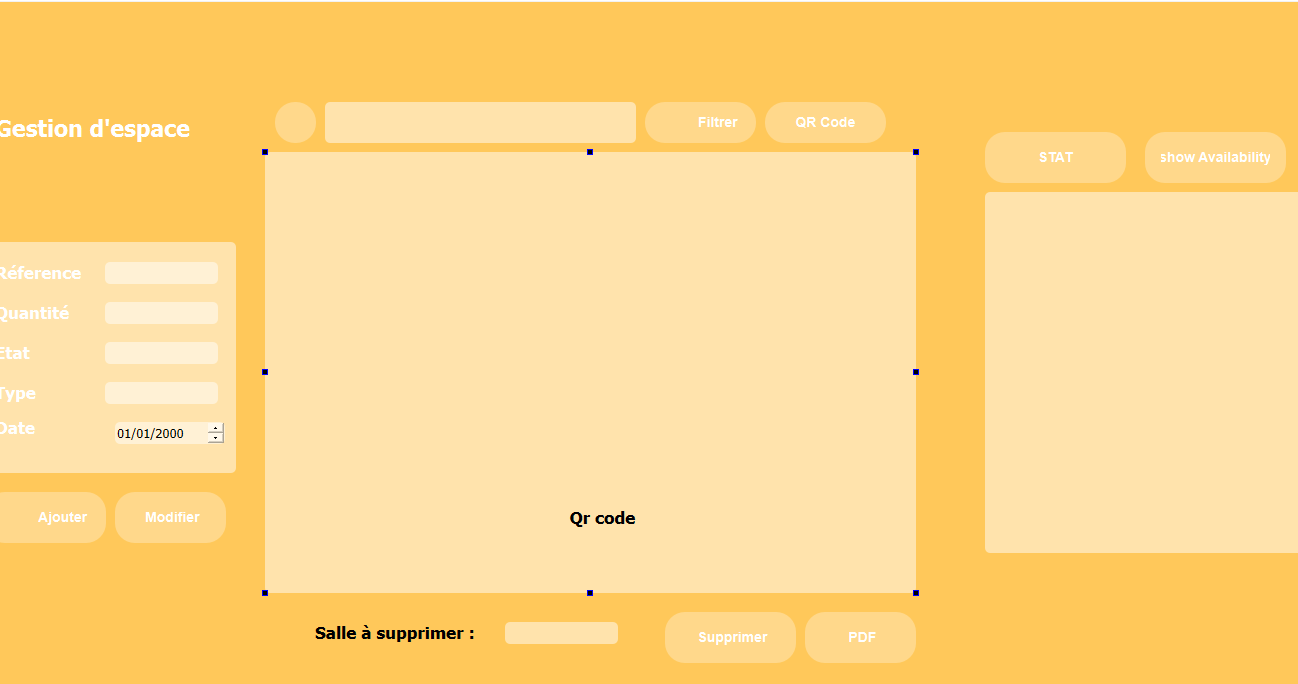 Gestion d'espace
Filtrer
QR Code
STAT
show Availability
Réference
Quantité
Etat
Type
Date
01/01/2000
Ajouter
Modifier
Qr code
Salle à supprimer :
Supprimer
PDF